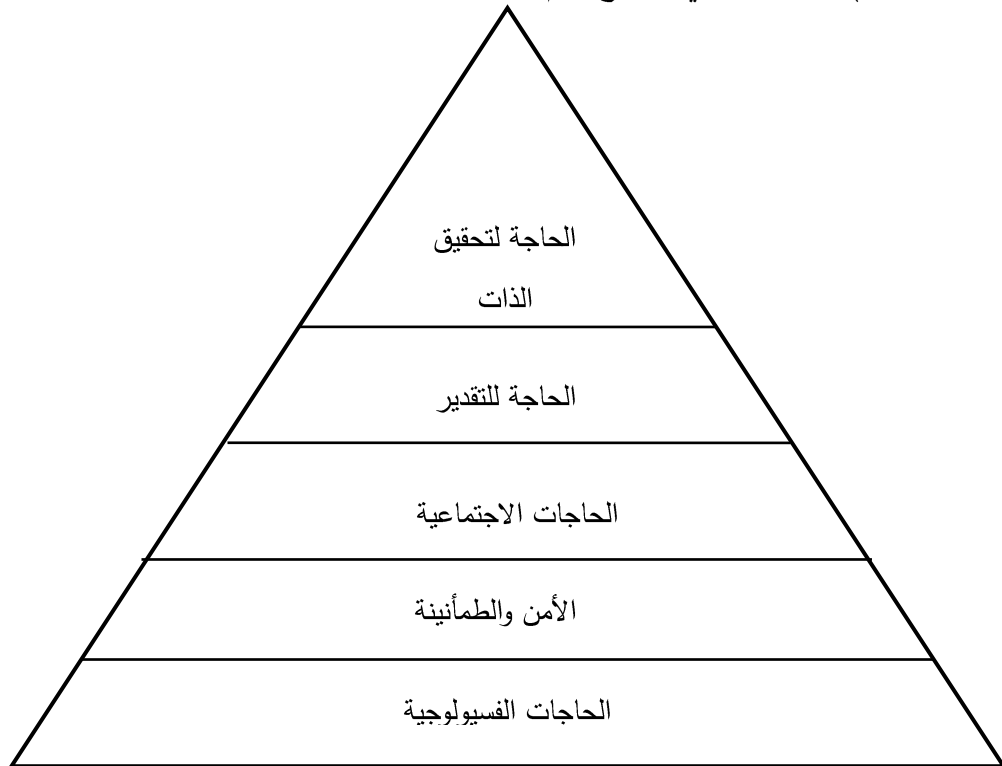 الحاجة لتحقيق
الذات
الحاجة للتقدير
الحاجات الاجتماعية
الأمن والطمأنينة
الحاجات الفسيولوجية